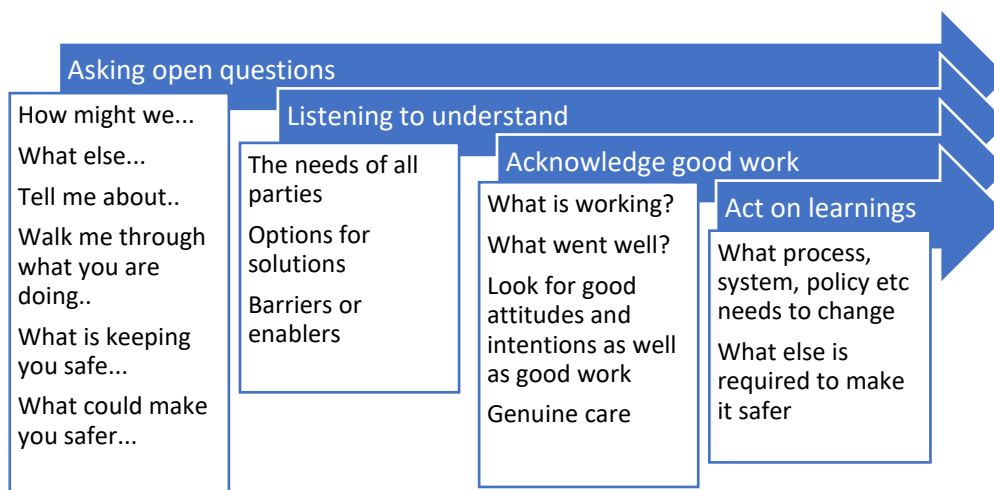 Asking open questions
How might we...
What else...
Tell me about..
Walk me through
what you are
doing..
What is keeping
you safe...
What could make
you safer...
Listening to understand
The needs of all
parties
Options for
solutions
Barriers or
enablers
Acknowledge good work
What is working?
What went well?
Look for good
attitudes and
intentions as well
as good work
Genuine care
Act on learnings
What process,
system, policy etc
needs to change
What else is
required to make
it safer